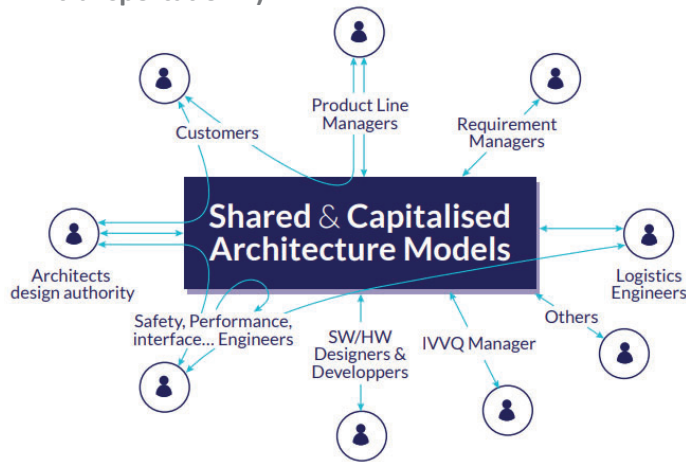 Product Line
Managers
Customers
Requirement
Managers
Shared & Capitalised
Architecture Models
Architects
design authority
Logistics
Engineers
Safety, Performance,
interface... Engineers
SW/HW
Designers &
Developpers
IVVQ Manager
Others